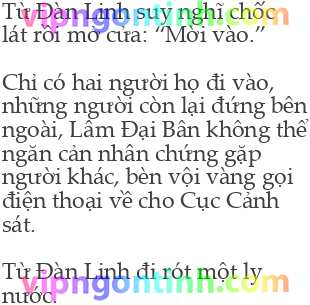 Từ Đàn Linh suy nghĩ chốc
lát rồi mở cửa: “Mời vào.”
Chỉ có hai người họ đi vào,
những người còn lại đứng bên
ngoài, Lâm Đại Bân không thể
ngăn cản nhân chứng gặp
người khác, bèn vội vàng gọi
điện thoại về cho Cục Cảnh
sát.
Từ Đàn Linh đi rót một ly
nước.
vipngontinh.com
vipngontinh.com